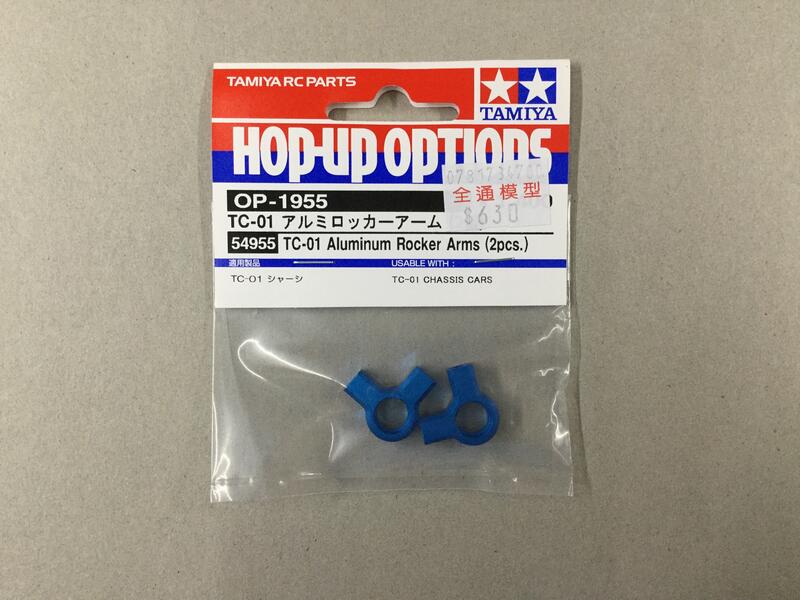 TAMIYA RC PARTS
TAMIYA
HOP-UP OPTIONS
全通模型
$630
OP-1955
TC-01 アルミロッカーアーム
54955 TC-01 Aluminum Rocker Arms (2pcs.)
適用製品 USABLE WITH :
TC-01 シャーシ TC-01 CHASSIS CARS